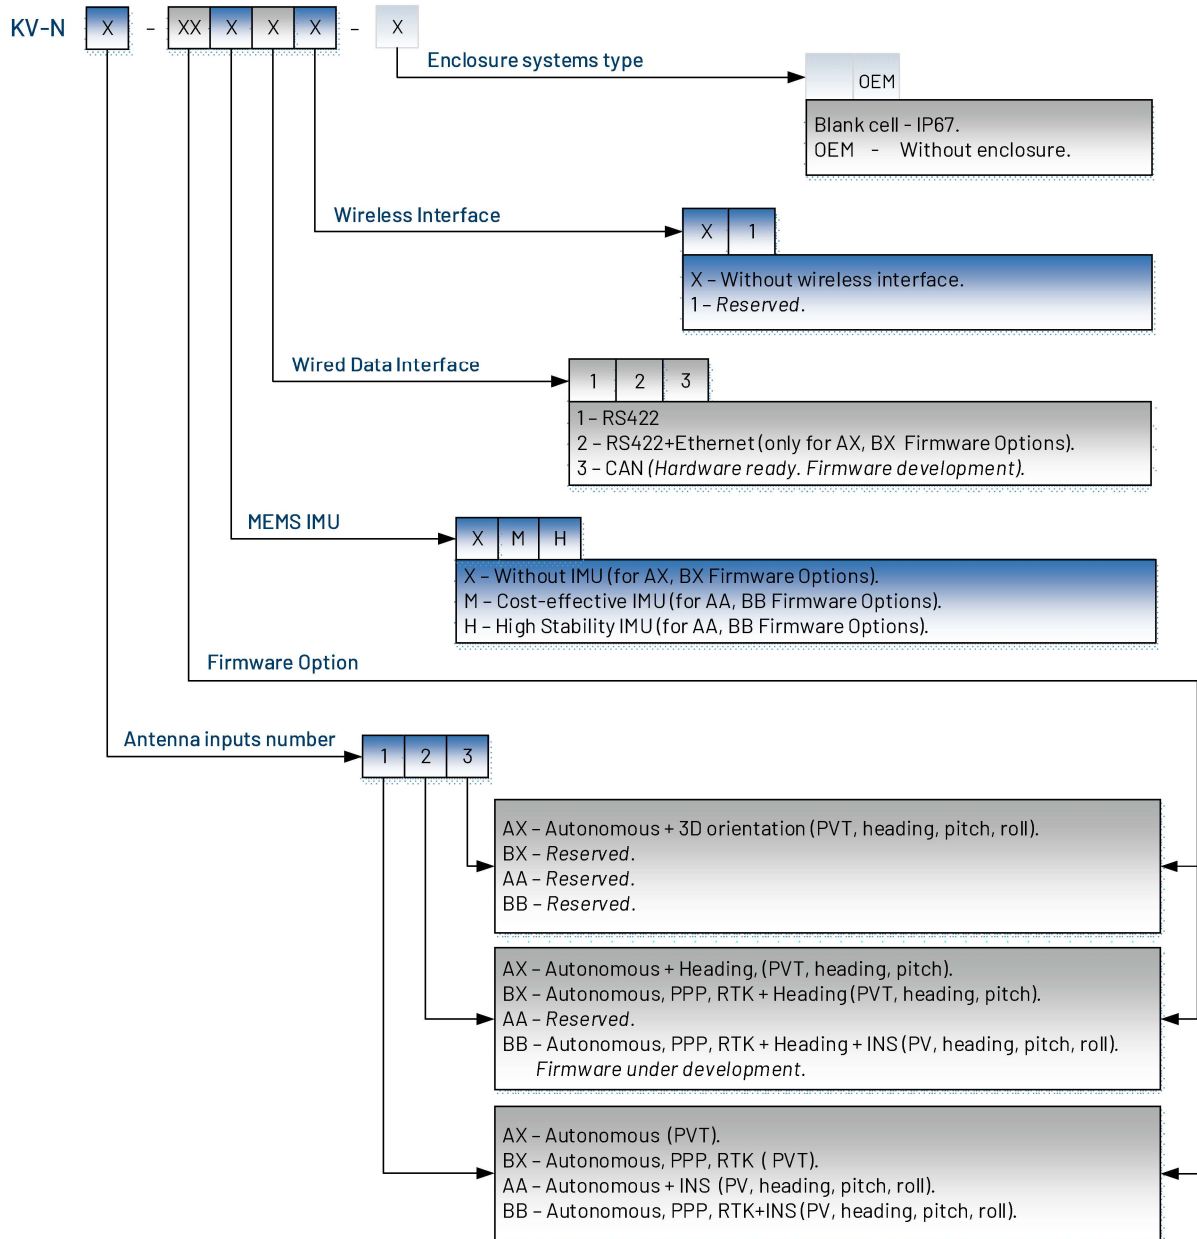 KV-N X - XX X X X - X
Enclosure systems type
OEM
Blank cell - IP67.
OEM - Without enclosure.
Wireless Interface
X 1
X – Without wireless interface.
1 – Reserved.
Wired Data Interface
1 2 3
1 – RS422
2 – RS422+Ethernet (only for AX, BX Firmware Options).
3 – CAN (Hardware ready. Firmware development).
MEMS IMU
X M H
X – Without IMU (for AX, BX Firmware Options).
M – Cost-effective IMU (for AA, BB Firmware Options).
H – High Stability IMU (for AA, BB Firmware Options).
Firmware Option
Antenna inputs number
1 2 3
AX – Autonomous + 3D orientation (PVT, heading, pitch, roll).
BX – Reserved.
AA – Reserved.
BB – Reserved.
AX – Autonomous + Heading, (PVT, heading, pitch).
BX – Autonomous, PPP, RTK + Heading (PVT, heading, pitch).
AA – Reserved.
BB – Autonomous, PPP, RTK + Heading + INS (PV, heading, pitch, roll).
Firmware under development.
AX – Autonomous (PVT).
BX – Autonomous, PPP, RTK ( PVT).
AA – Autonomous + INS (PV, heading, pitch, roll).
BB – Autonomous, PPP, RTK+INS (PV, heading, pitch, roll).